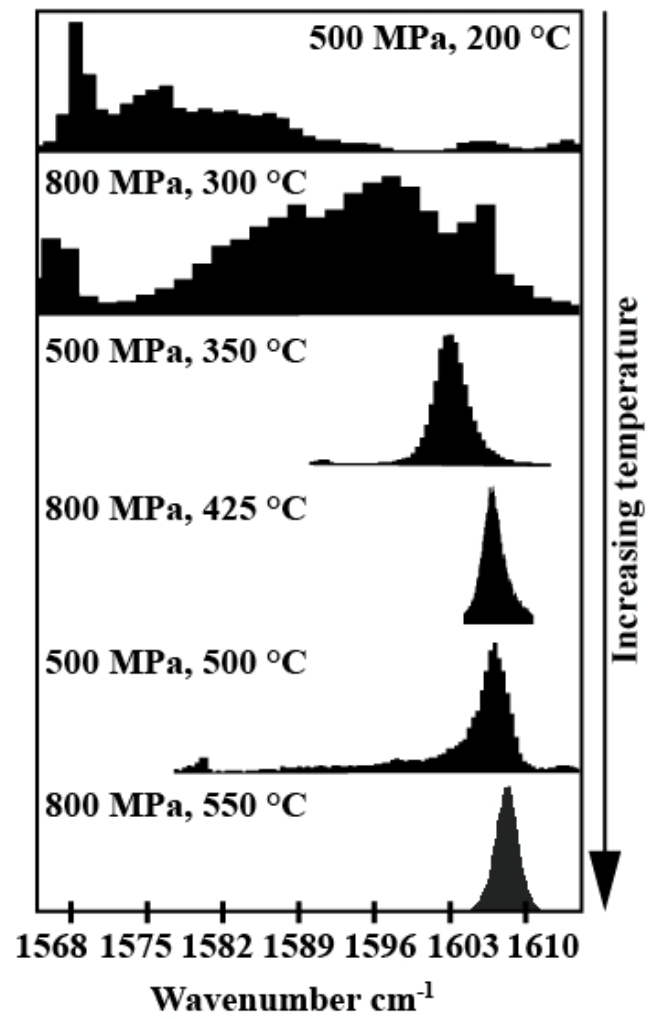 500 MPa, 200 °C
800 MPa, 300 °C
500 MPa, 350 °C
800 MPa, 425 °C
500 MPa, 500 °C
800 MPa, 550 °C
Increasing temperature
1568 1575 1582 1589 1596 1603 1610
Wavenumber cm⁻¹